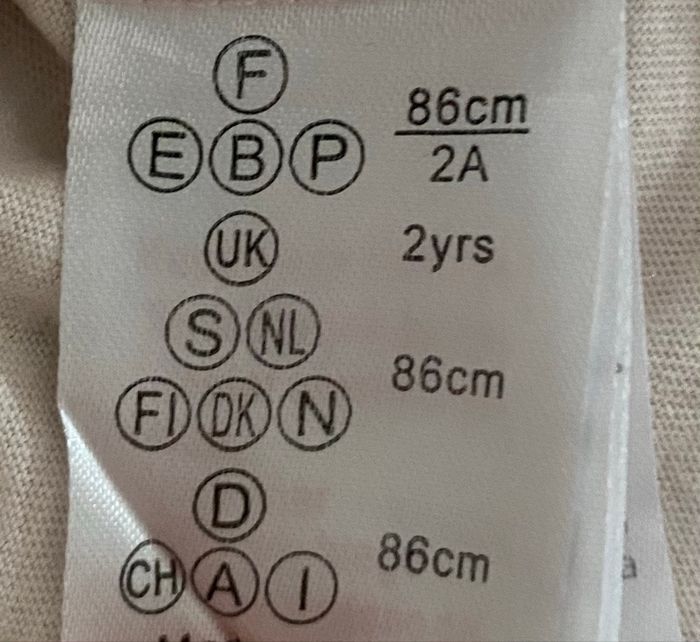 F
E B P 86cm
2A
UK 2yrs
S NL
86cm
FI DK N
D
86cm
CH A I